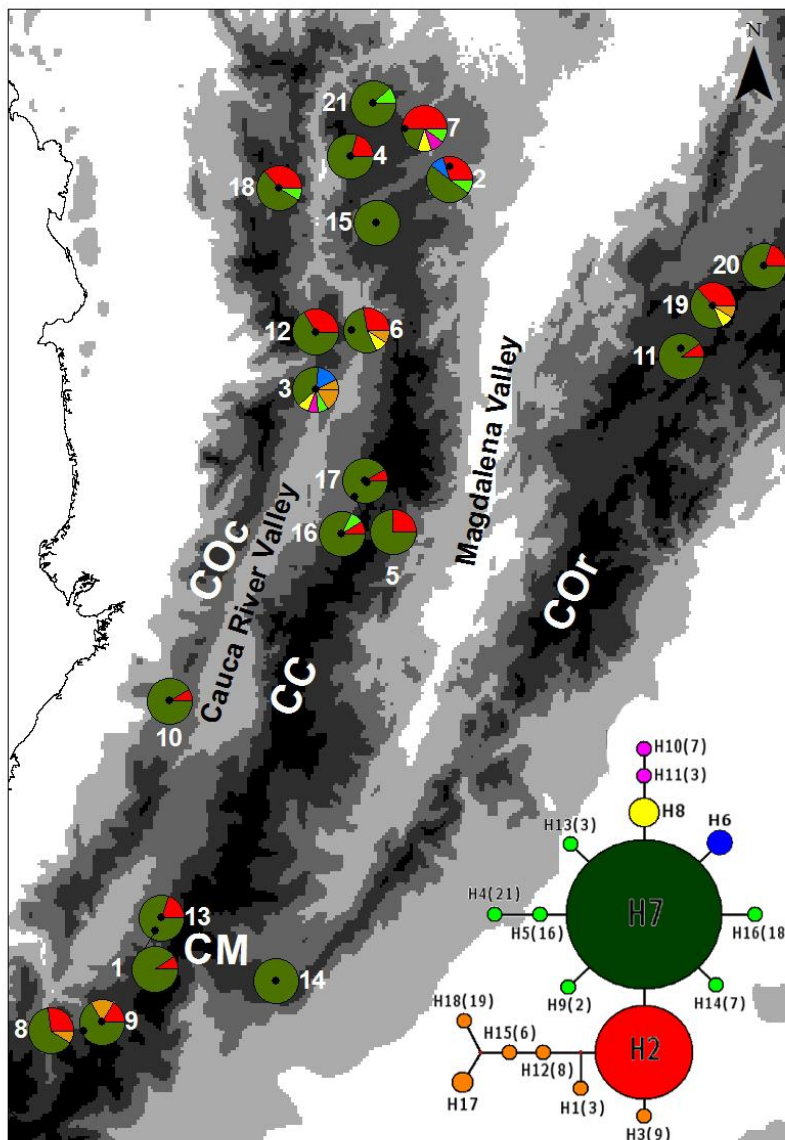 N
21
7
4
2
18
15
20
19
12
6
11
3
Magdalena Valley
17
COc
16
5
COr
Cauca River Valley
CC
10
H10(7)
H11(3)
H8
H13(3)
H6
H4(21)
H7
H5(16)
H16(18
13
CM
1
14
H9(2)
H14(7)
8
9
H18(19)
H15(6)
H2
H12(8)
H17
H1(3)
H3(9)